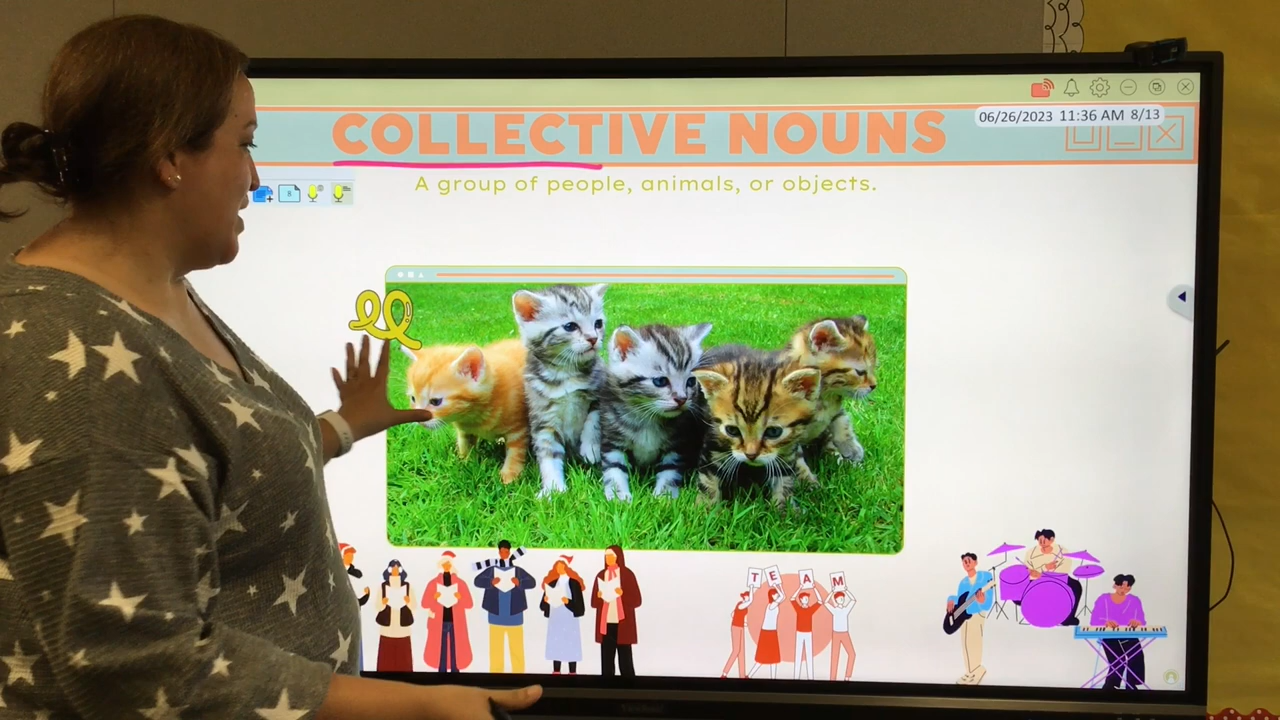 COLLECTIVE NOUNS
06/26/2023 11:36 AM 8/13
A group of people, animals, or objects.
TEAM